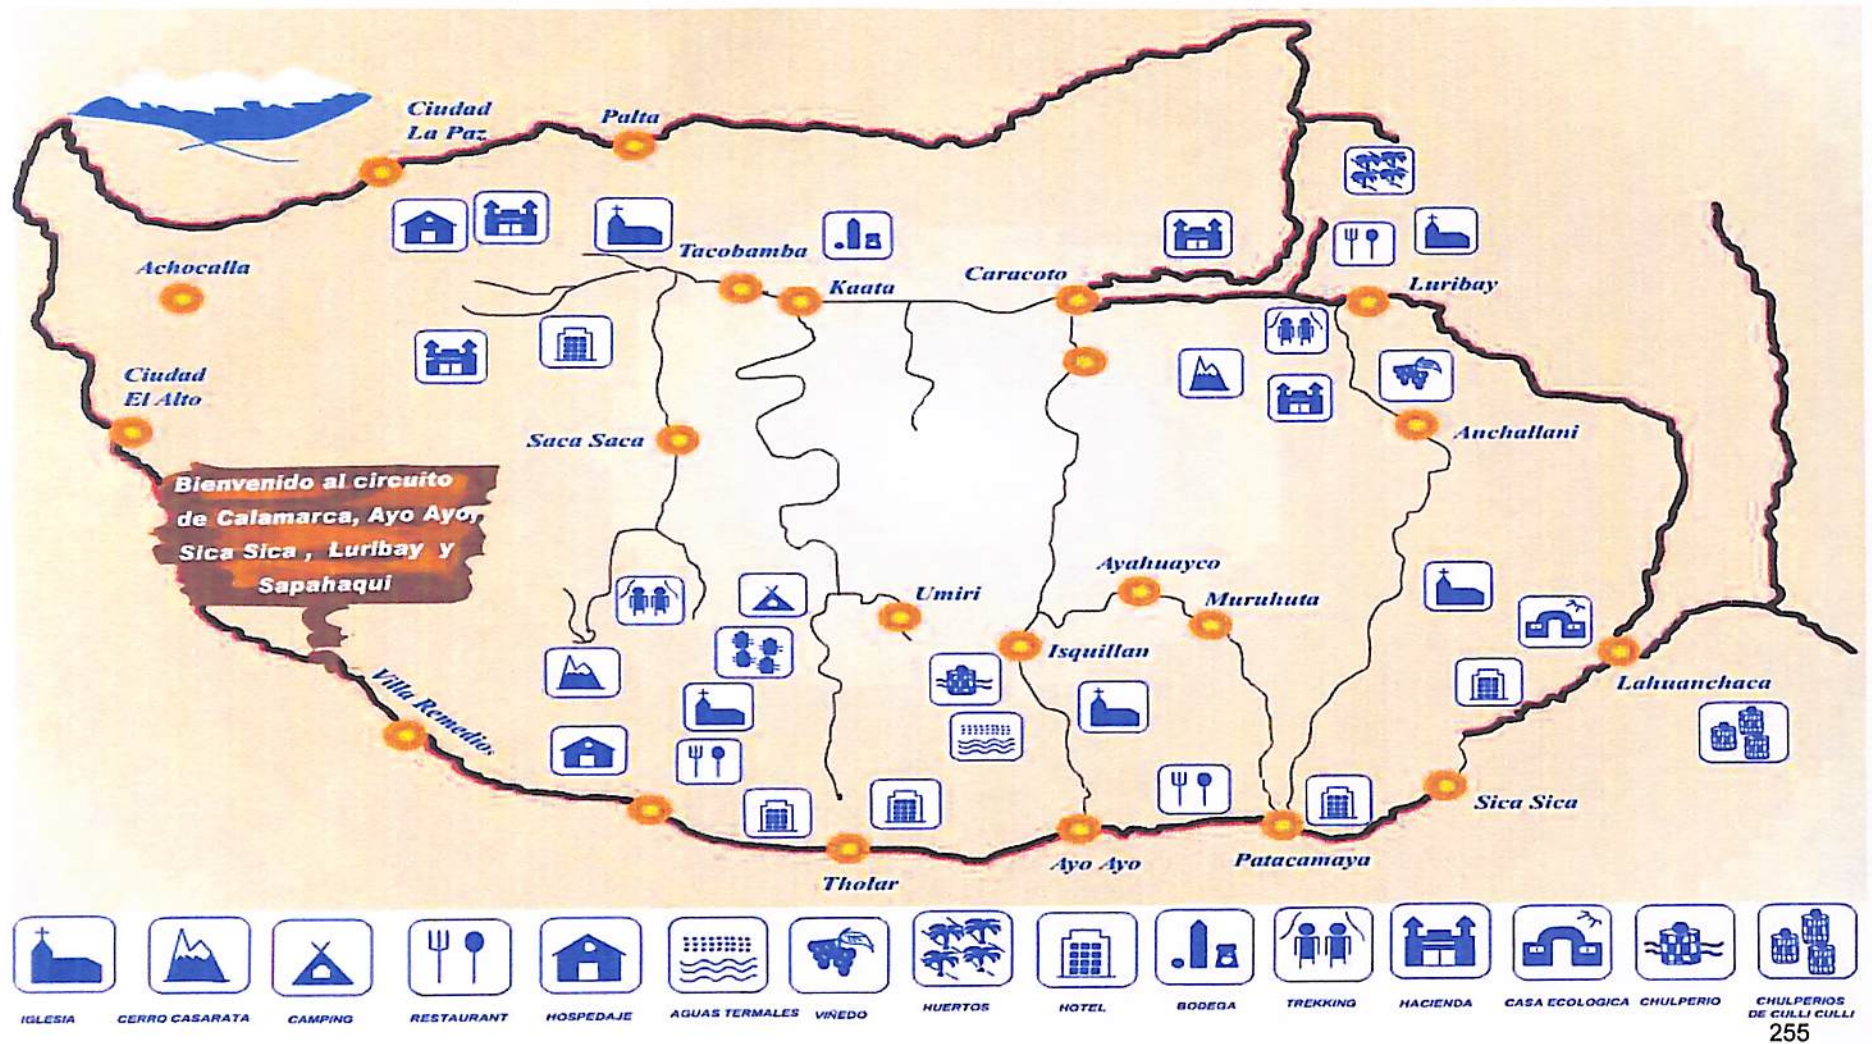 Ciudad
La Paz
Palta
Achocalla
Tacobamba
Kaata
Caracoto
Luribay
Ciudad
El Alto
Saca Saca
Anchallani
Bienvenido al circuito
de Calamarca, Ayo Ayo,
Sica Sica , Luribay y
Sapahaqui
Umiri
Ayahuayco
Muruhuta
Isquillan
Villa Remedios
Lahuanchaca
Sica Sica
Ayo Ayo
Patacamaya
Tholar
IGLESIA
CERRO CASARATA
CAMPING
RESTAURANT
HOSPEDAJE
AGUAS TERMALES
VIÑEDO
HUERTOS
HOTEL
BODEGA
TREKKING
HACIENDA
CASA ECOLOGICA
CHULPERIO
CHULPERIOS
DE CULLI CULLI
255